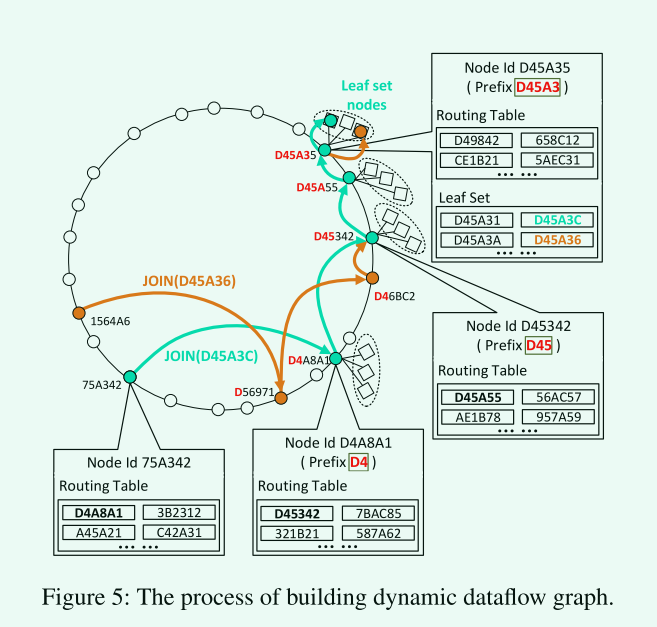 Leaf set
nodes
D45A35
D45A55
D45342
JOIN(D45A36)
D46BC2
1564A6
JOIN(D45A3C)
D4A8A1
75A342
D56971
Node Id D45A35
( Prefix D45A3 )
Routing Table
D49842 658C12
CE1B21 5AEC31
... ...
Leaf Set
D45A31 D45A3C
D45A3A D45A36
... ...
Node Id D45342
( Prefix D45 )
Routing Table
D45A55 56AC57
AE1B78 957A59
... ...
Node Id 75A342
Routing Table
D4A8A1 3B2312
A45A21 C42A31
... ...
Node Id D4A8A1
( Prefix D4 )
Routing Table
D45342 7BAC85
321B21 587A62
... ...
Figure 5: The process of building dynamic dataflow graph.